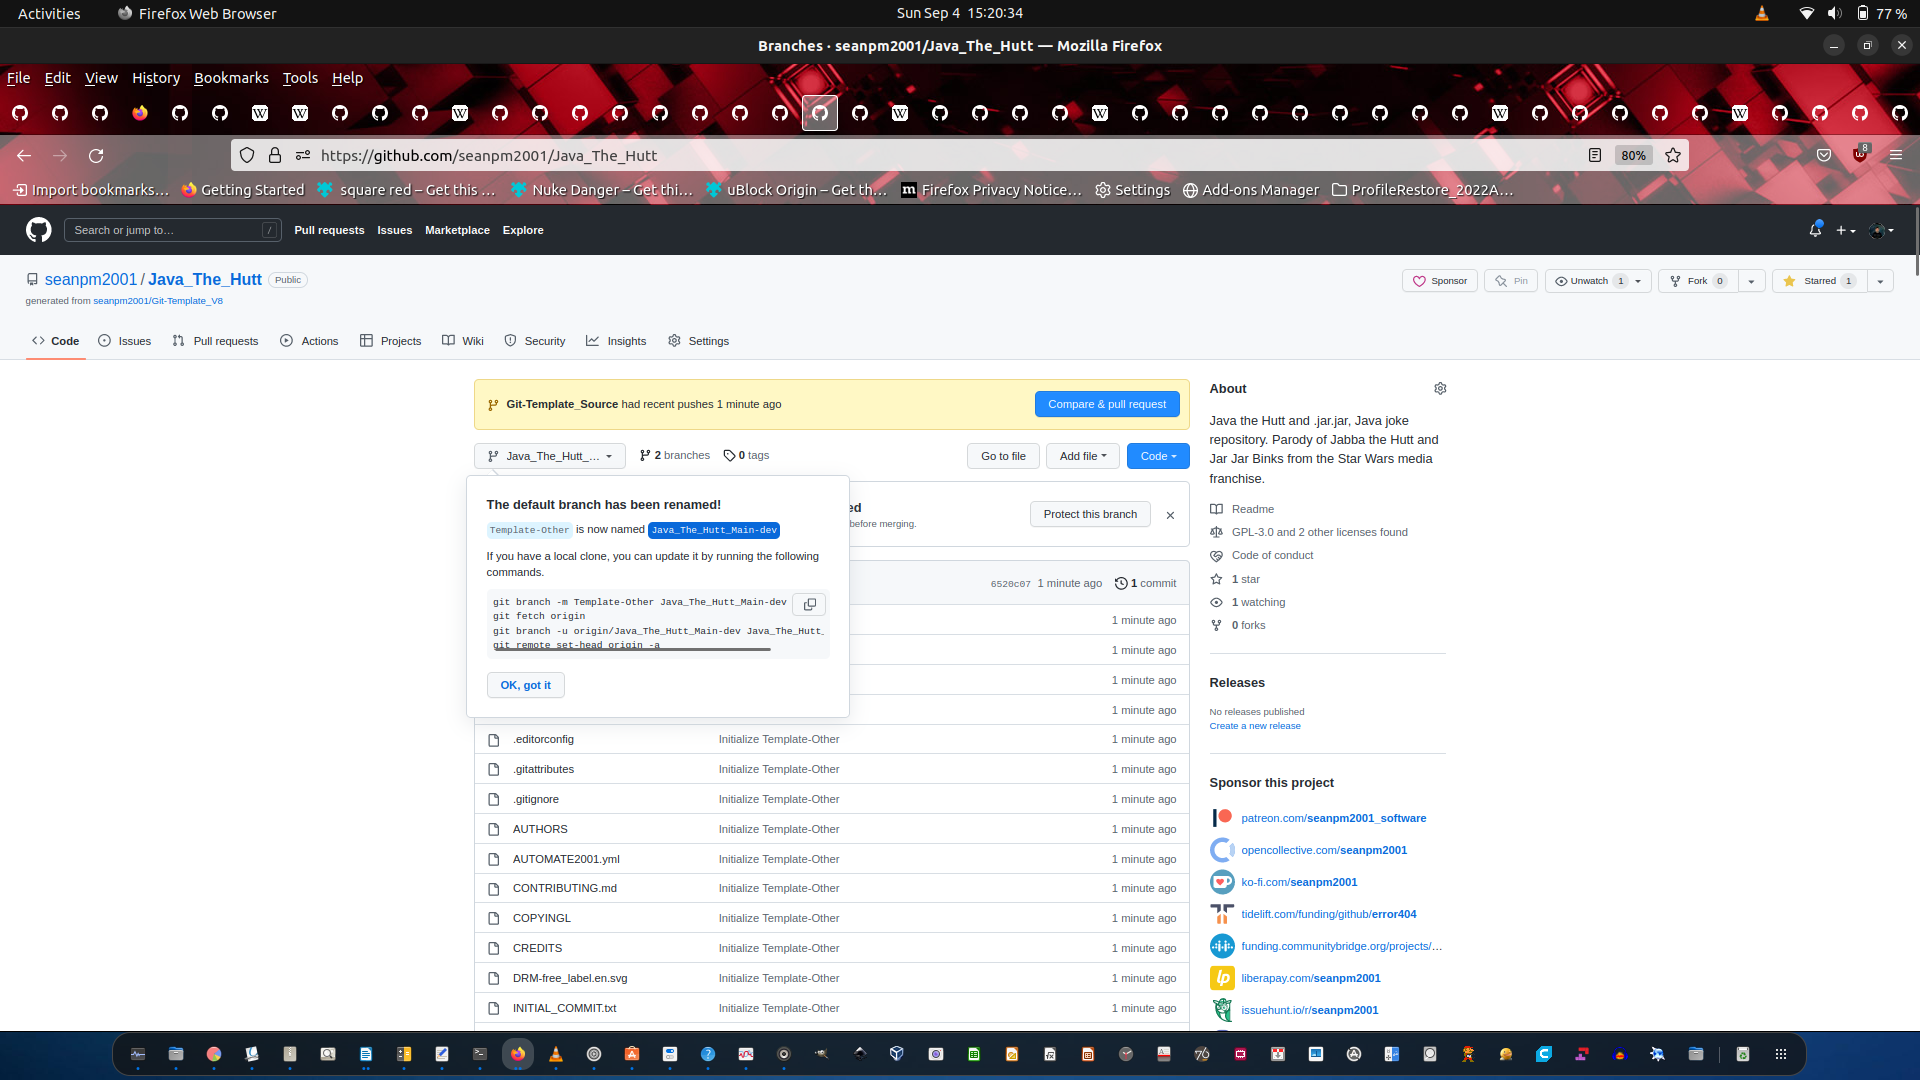 Activities
Firefox Web Browser
Sun Sep 4 15:20:34
77 %
Branches · seanpm2001/Java_The_Hutt — Mozilla Firefox
File Edit View History Bookmarks Tools Help
https://github.com/seanpm2001/Java_The_Hutt
80%
8
Import bookmarks…
Getting Started
square red – Get this …
Nuke Danger – Get thi…
uBlock Origin – Get th…
Firefox Privacy Notice…
Settings
Add-ons Manager
ProfileRestore_2022A…
Search or jump to…
/
Pull requests Issues Marketplace Explore
seanpm2001 / Java_The_Hutt Public
generated from seanpm2001/Git-Template_V8
Sponsor
Pin
Unwatch 1
Fork 0
Starred 1
Code
Issues
Pull requests
Actions
Projects
Wiki
Security
Insights
Settings
Git-Template_Source had recent pushes 1 minute ago
Compare & pull request
Java_The_Hutt_…
2 branches
0 tags
Go to file
Add file
Code
The default branch has been renamed!
Template-Other is now named Java_The_Hutt_Main-dev
If you have a local clone, you can update it by running the following
commands.
git branch -m Template-Other Java_The_Hutt_Main-dev
git fetch origin
git branch -u origin/Java_The_Hutt_Main-dev Java_The_Hutt_
git remote set-head origin -a
OK, got it
ed
before merging.
Protect this branch
6520c07 1 minute ago
1 commit
1 minute ago
1 minute ago
1 minute ago
1 minute ago
.editorconfig Initialize Template-Other 1 minute ago
.gitattributes Initialize Template-Other 1 minute ago
.gitignore Initialize Template-Other 1 minute ago
AUTHORS Initialize Template-Other 1 minute ago
AUTOMATE2001.yml Initialize Template-Other 1 minute ago
CONTRIBUTING.md Initialize Template-Other 1 minute ago
COPYINGL Initialize Template-Other 1 minute ago
CREDITS Initialize Template-Other 1 minute ago
DRM-free_label.en.svg Initialize Template-Other 1 minute ago
INITIAL_COMMIT.txt Initialize Template-Other 1 minute ago
About
Java the Hutt and .jar.jar, Java joke
repository. Parody of Jabba the Hutt and
Jar Jar Binks from the Star Wars media
franchise.
Readme
GPL-3.0 and 2 other licenses found
Code of conduct
1 star
1 watching
0 forks
Releases
No releases published
Create a new release
Sponsor this project
patreon.com/seanpm2001_software
opencollective.com/seanpm2001
ko-fi.com/seanpm2001
tidelift.com/funding/github/error404
funding.communitybridge.org/projects/…
liberapay.com/seanpm2001
issuehunt.io/r/seanpm2001